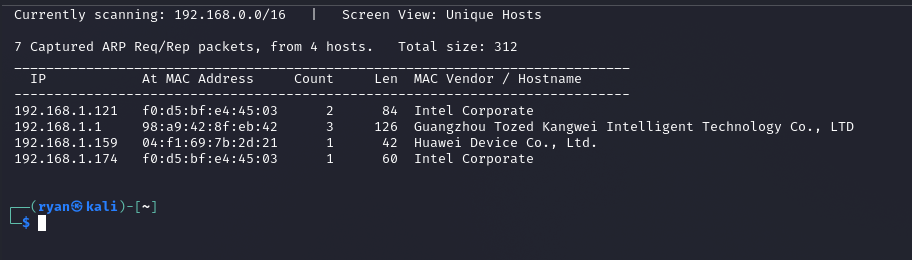 Currently scanning: 192.168.0.0/16   |   Screen View: Unique Hosts
7 Captured ARP Req/Rep packets, from 4 hosts.   Total size: 312
_____________________________________________________________________________
  IP            At MAC Address     Count     Len  MAC Vendor / Hostname
-----------------------------------------------------------------------------
192.168.1.121   f0:d5:bf:e4:45:03      2      84  Intel Corporate
192.168.1.1     98:a9:42:8f:eb:42      3     126  Guangzhou Tozed Kangwei Intelligent Technology Co., LTD
192.168.1.159   04:f1:69:7b:2d:21      1      42  Huawei Device Co., Ltd.
192.168.1.174   f0:d5:bf:e4:45:03      1      60  Intel Corporate
┌──(ryan㉿kali)-[~]
└─$